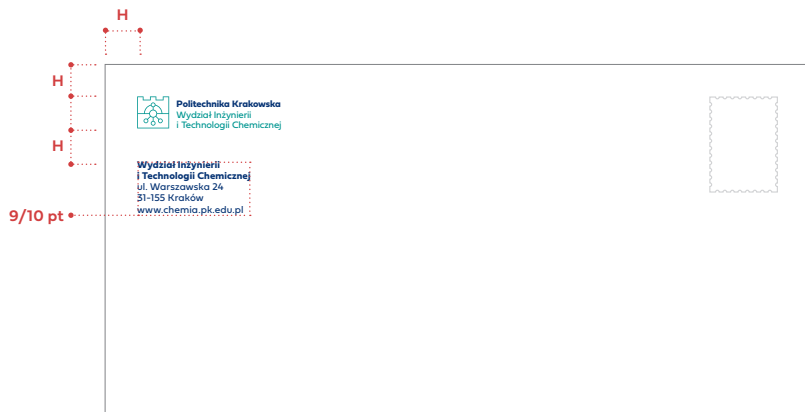 H
H
Politechnika Krakowska
Wydział Inżynierii
i Technologii Chemicznej
H
Wydział Inżynierii
i Technologii Chemicznej
ul. Warszawska 24
31-155 Kraków
www.chemia.pk.edu.pl
9/10 pt